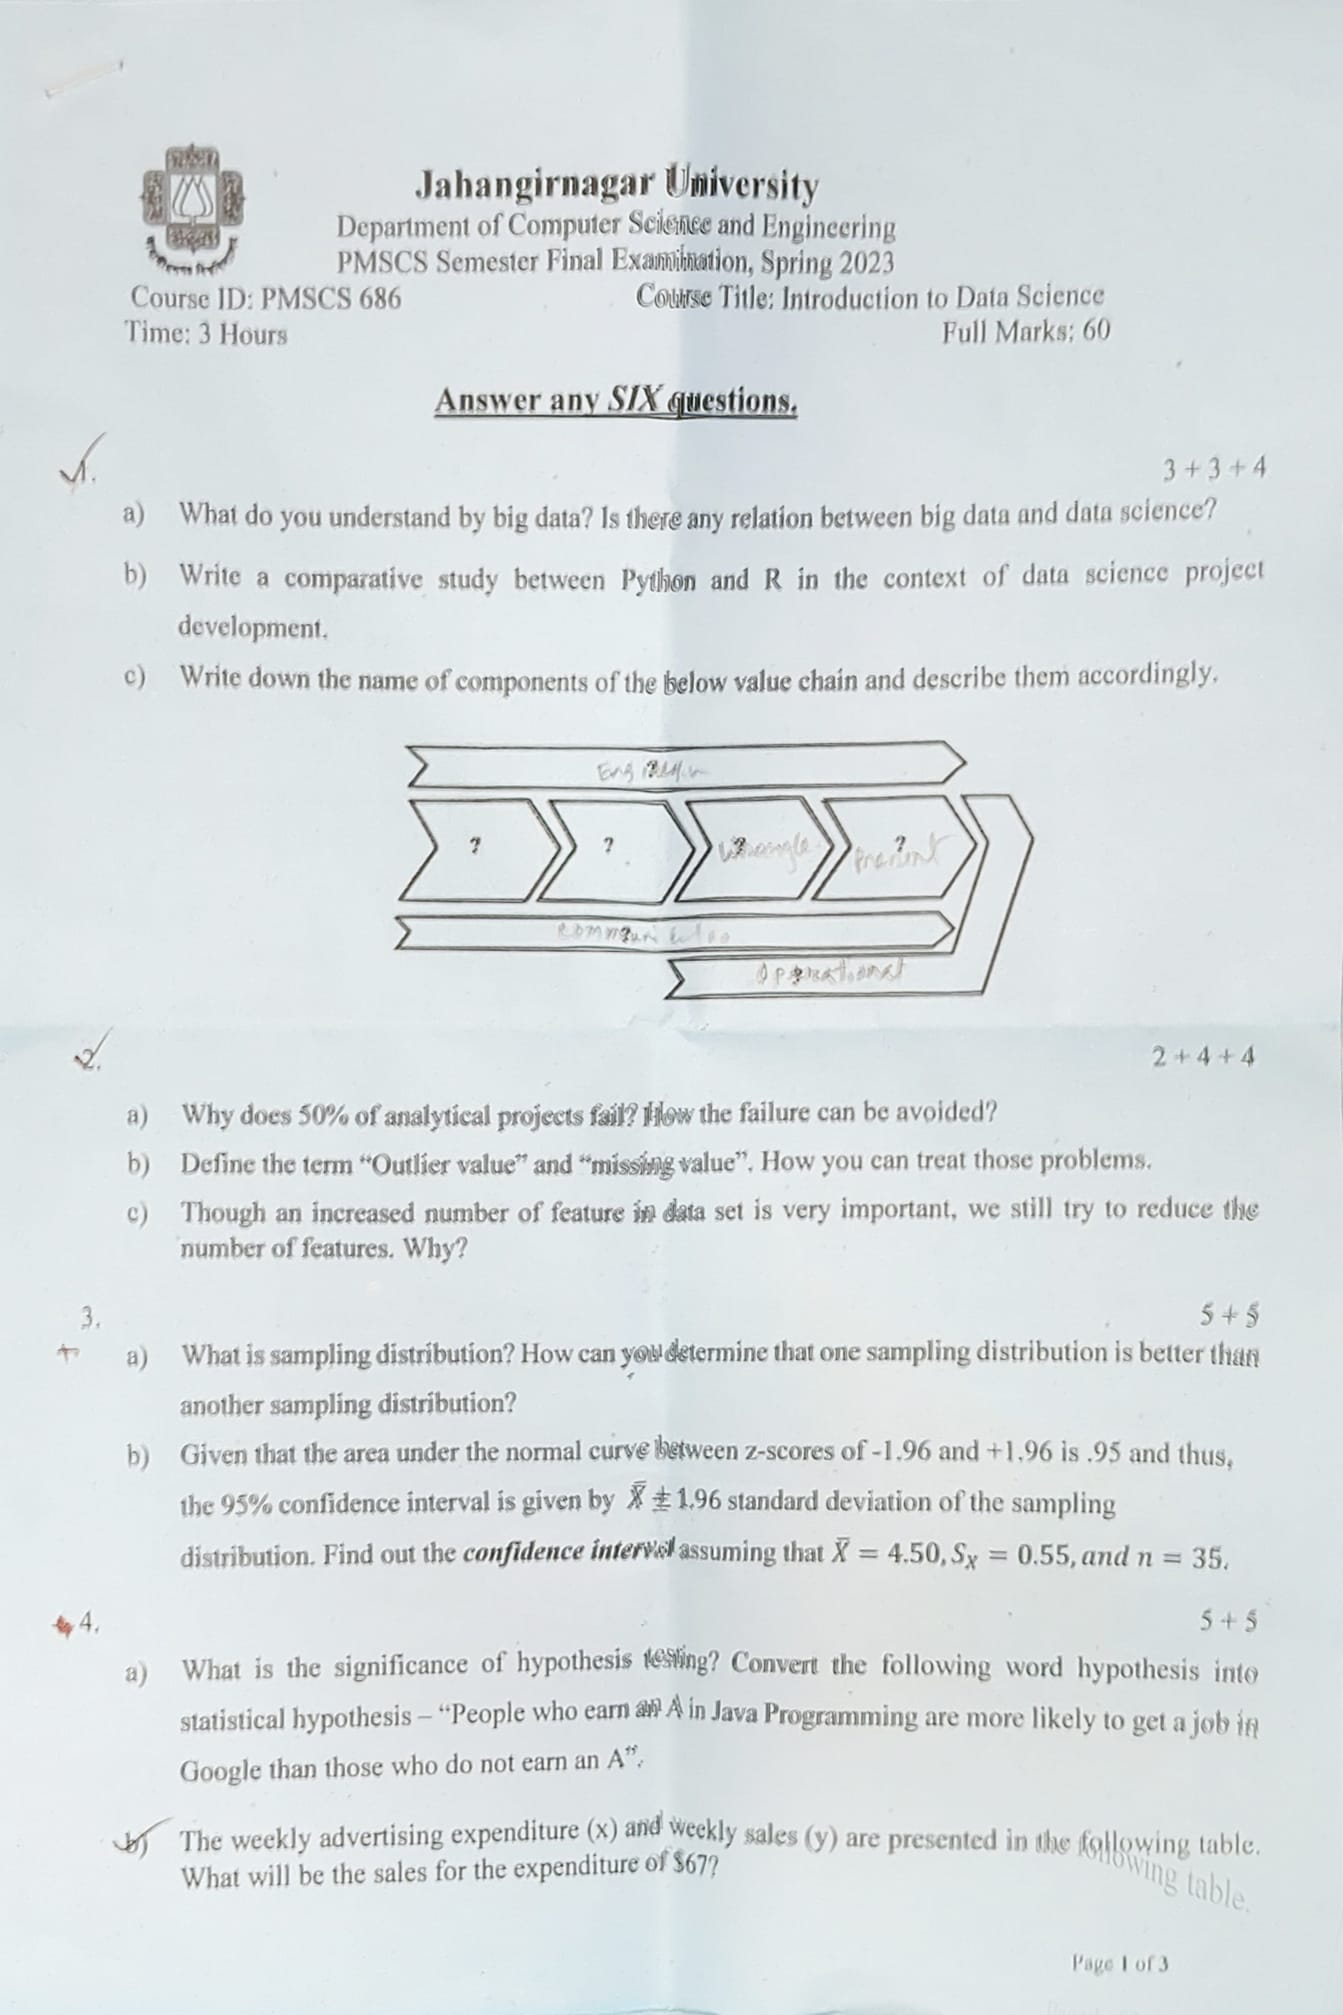 Jahangirnagar University
Department of Computer Science and Engineering
PMSCS Semester Final Examination, Spring 2023
Course ID: PMSCS 686 Course Title: Introduction to Data Science
Time: 3 Hours Full Marks: 60
Answer any SIX questions.
1. 3 + 3 + 4
a) What do you understand by big data? Is there any relation between big data and data science?
b) Write a comparative study between Python and R in the context of data science project
development.
c) Write down the name of components of the below value chain and describe them accordingly.
?
? ? Wrangle ? Present ?
?
Operational ?
2. 2 + 4 + 4
a) Why does 50% of analytical projects fail? How the failure can be avoided?
b) Define the term “Outlier value” and “missing value”. How you can treat those problems.
c) Though an increased number of feature in data set is very important, we still try to reduce the
number of features. Why?
3. 5 + 5
a) What is sampling distribution? How can you determine that one sampling distribution is better than
another sampling distribution?
b) Given that the area under the normal curve between z-scores of -1.96 and +1.96 is .95 and thus,
the 95% confidence interval is given by X̄ ± 1.96 standard deviation of the sampling
distribution. Find out the confidence interval assuming that X̄ = 4.50, Sₓ = 0.55, and n = 35.
4. 5 + 5
a) What is the significance of hypothesis testing? Convert the following word hypothesis into
statistical hypothesis – “People who earn an A in Java Programming are more likely to get a job in
Google than those who do not earn an A”.
b) The weekly advertising expenditure (x) and weekly sales (y) are presented in the following table.
What will be the sales for the expenditure of $67?
following table.
Page 1 of 3